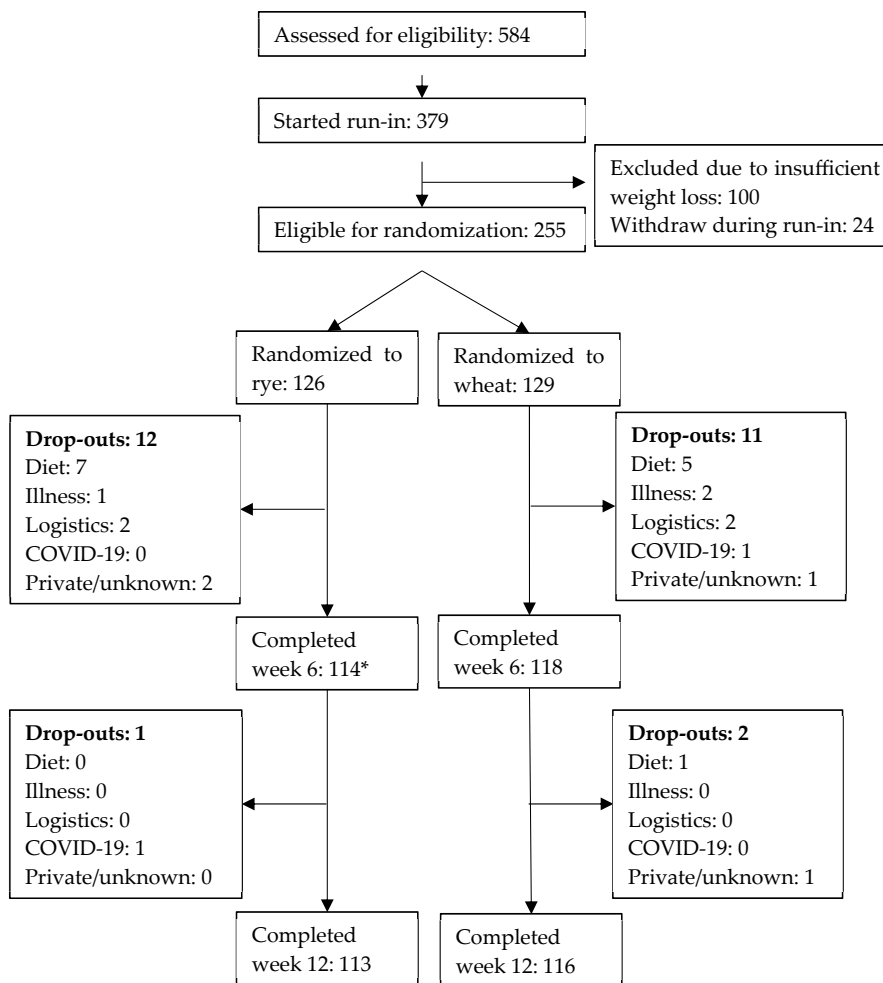 Assessed for eligibility: 584
Started run-in: 379
Excluded due to insufficient
weight loss: 100
Withdraw during run-in: 24
Eligible for randomization: 255
Randomized to
rye: 126
Randomized to
wheat: 129
Drop-outs: 12
Diet: 7
Illness: 1
Logistics: 2
COVID-19: 0
Private/unknown: 2
Drop-outs: 11
Diet: 5
Illness: 2
Logistics: 2
COVID-19: 1
Private/unknown: 1
Completed
week 6: 114*
Completed
week 6: 118
Drop-outs: 1
Diet: 0
Illness: 0
Logistics: 0
COVID-19: 1
Private/unknown: 0
Drop-outs: 2
Diet: 1
Illness: 0
Logistics: 0
COVID-19: 0
Private/unknown: 1
Completed
week 12: 113
Completed
week 12: 116